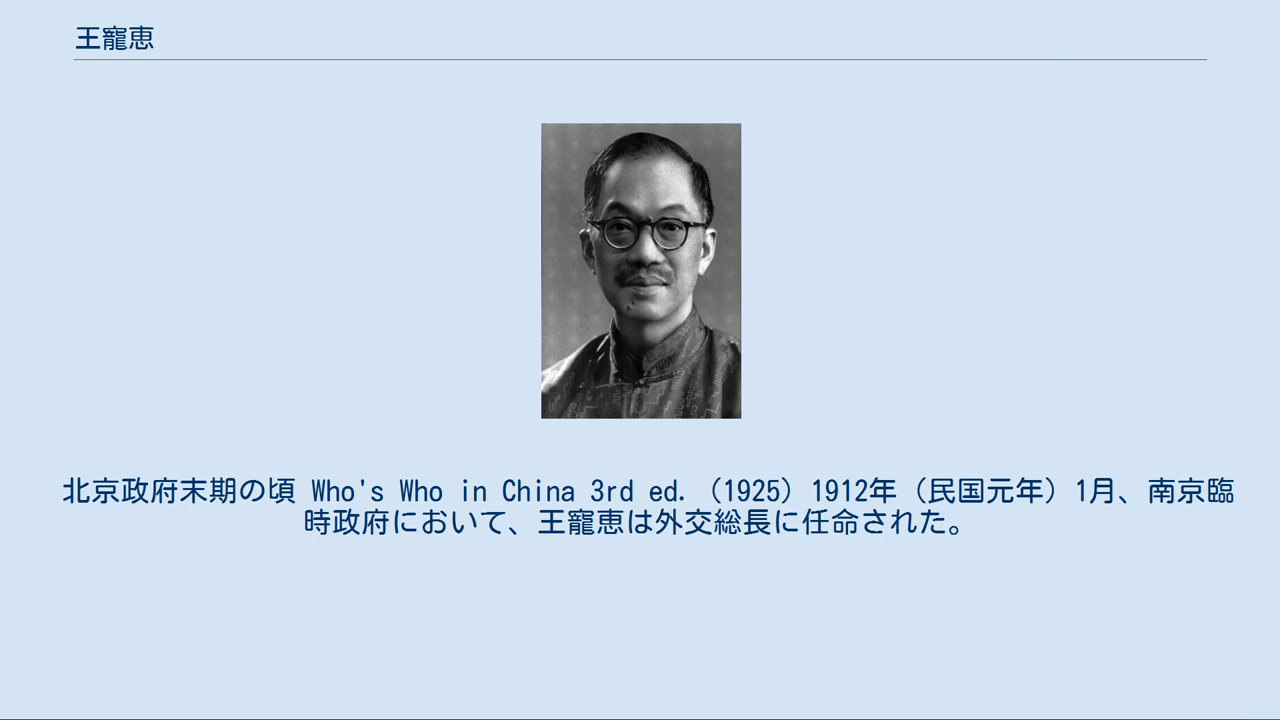 王寵恵
北京政府末期の頃 Who's Who in China 3rd ed.（1925）1912年（民国元年）1月、南京臨
時政府において、王寵恵は外交総長に任命された。